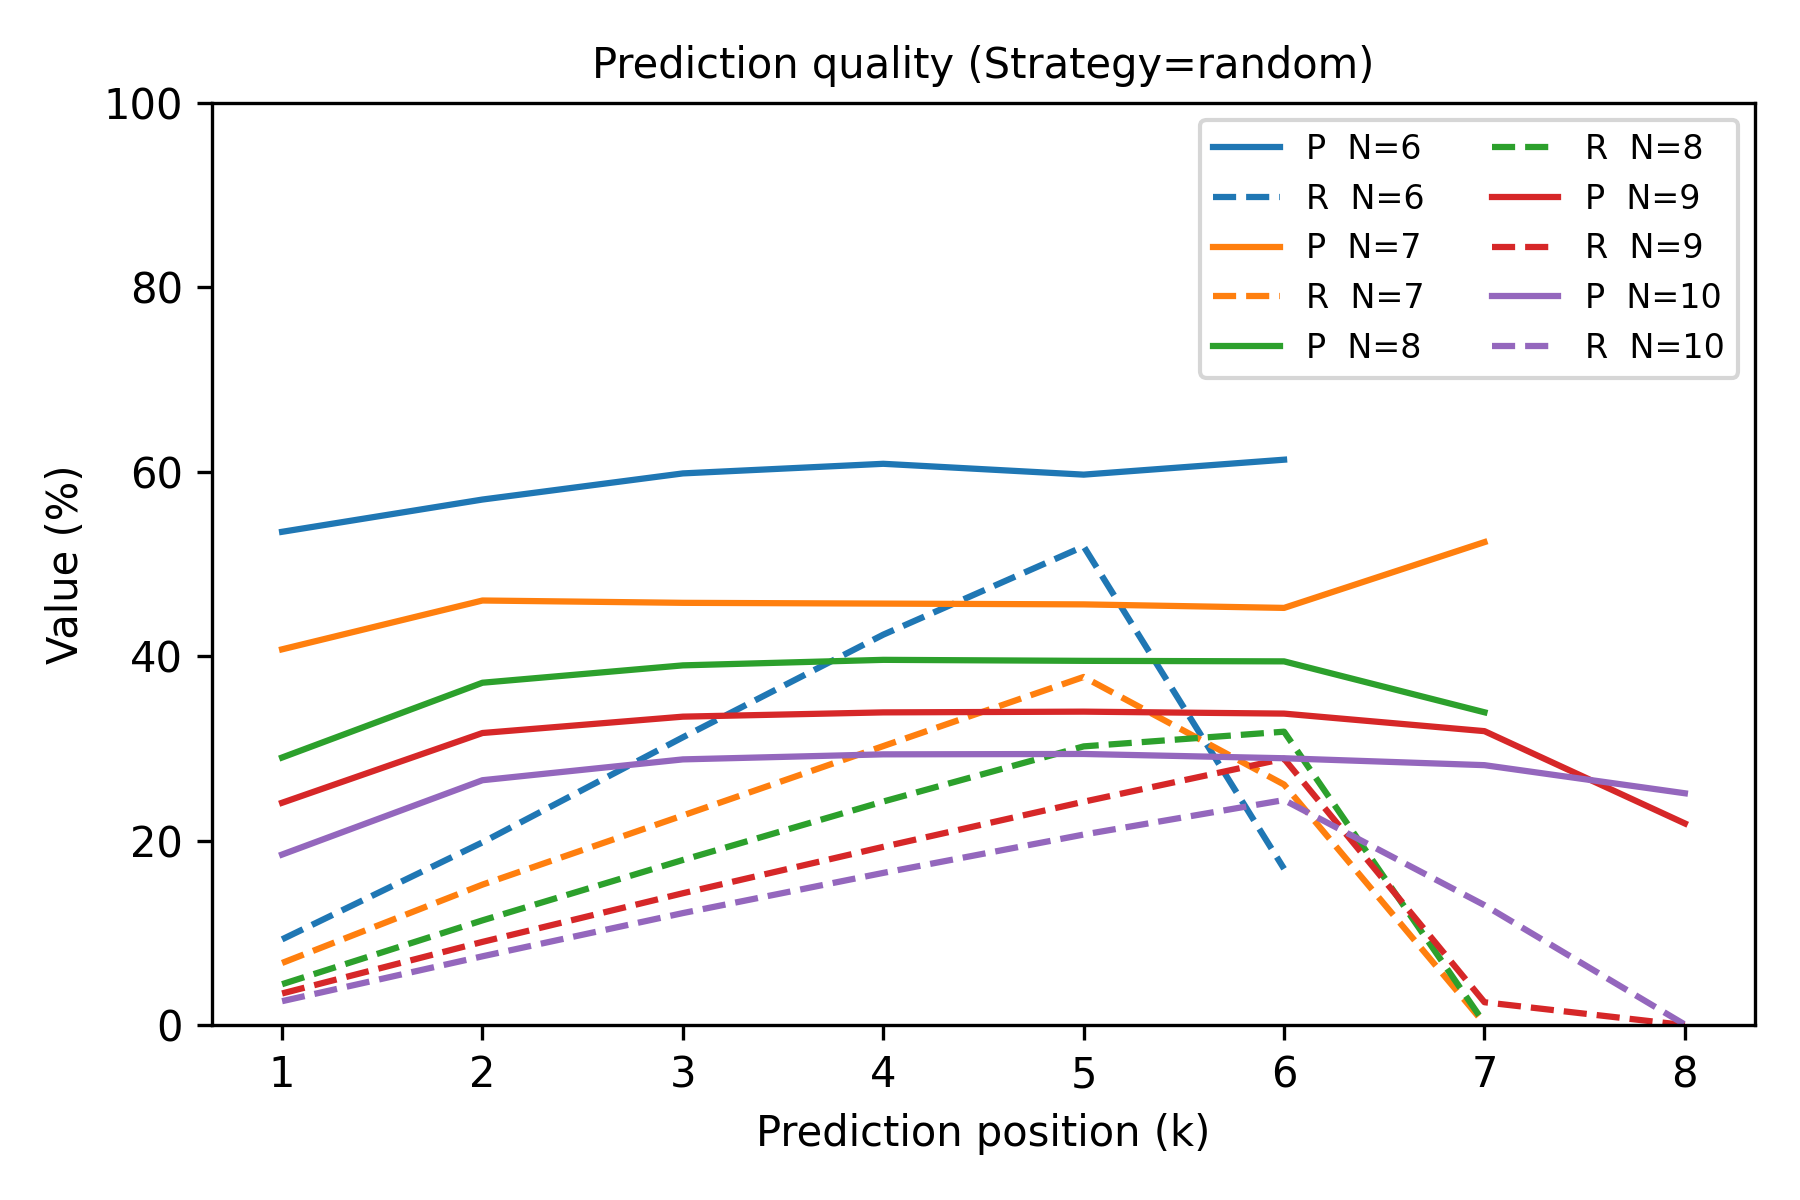 Prediction quality (Strategy=random)
100
80
60
40
20
0
Value (%)
P N=6
R N=6
P N=7
R N=7
P N=8
R N=8
P N=9
R N=9
P N=10
R N=10
1 2 3 4 5 6 7 8
Prediction position (k)